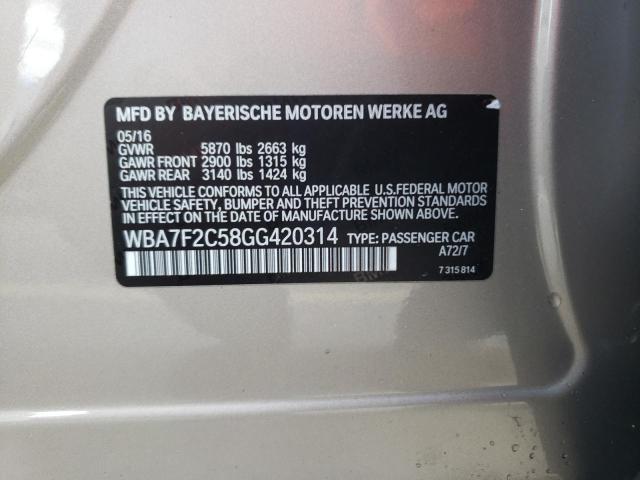 MFD BY BAYERISCHE MOTOREN WERKE AG
05/16
GVWR 5870 lbs 2663 kg
GAWR FRONT 2900 lbs 1315 kg
GAWR REAR 3140 lbs 1424 kg
THIS VEHICLE CONFORMS TO ALL APPLICABLE U.S.FEDERAL MOTOR
VEHICLE SAFETY, BUMPER AND THEFT PREVENTION STANDARDS
IN EFFECT ON THE DATE OF MANUFACTURE SHOWN ABOVE.
WBA7F2C58GG420314 TYPE: PASSENGER CAR
A72/7
7 315 814